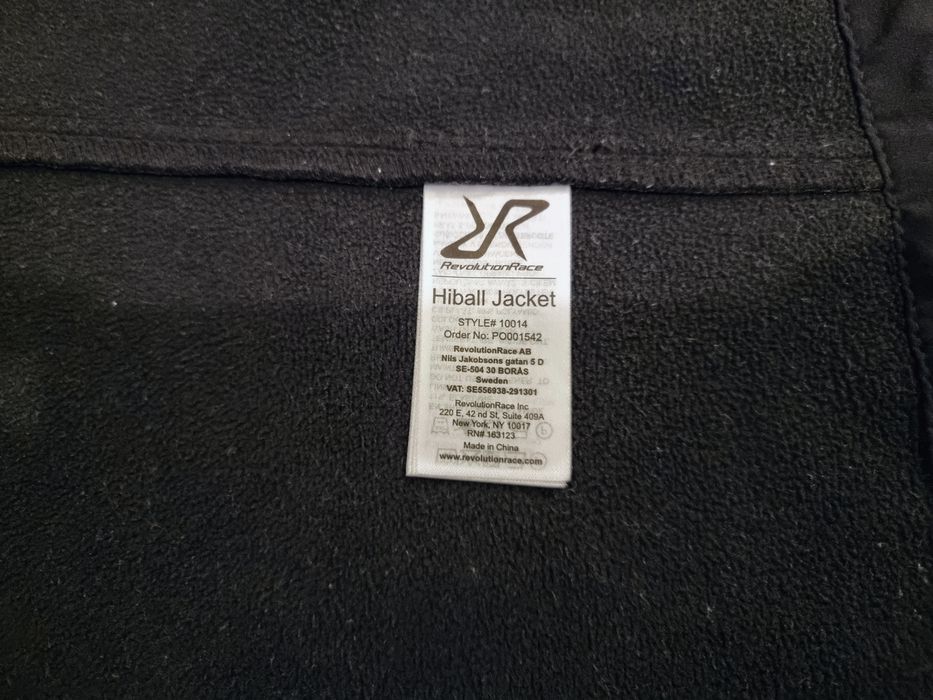 RevolutionRace
Hiball Jacket
STYLE# 10014
Order No: PO001542
RevolutionRace AB
Nils Jakobsons gatan 5 D
SE-504 30 BORÅS
Sweden
VAT: SE556938-291301
RevolutionRace Inc
220 E, 42 nd St, Suite 409A
New York, NY 10017
RN# 163123
Made in China
www.revolutionrace.com